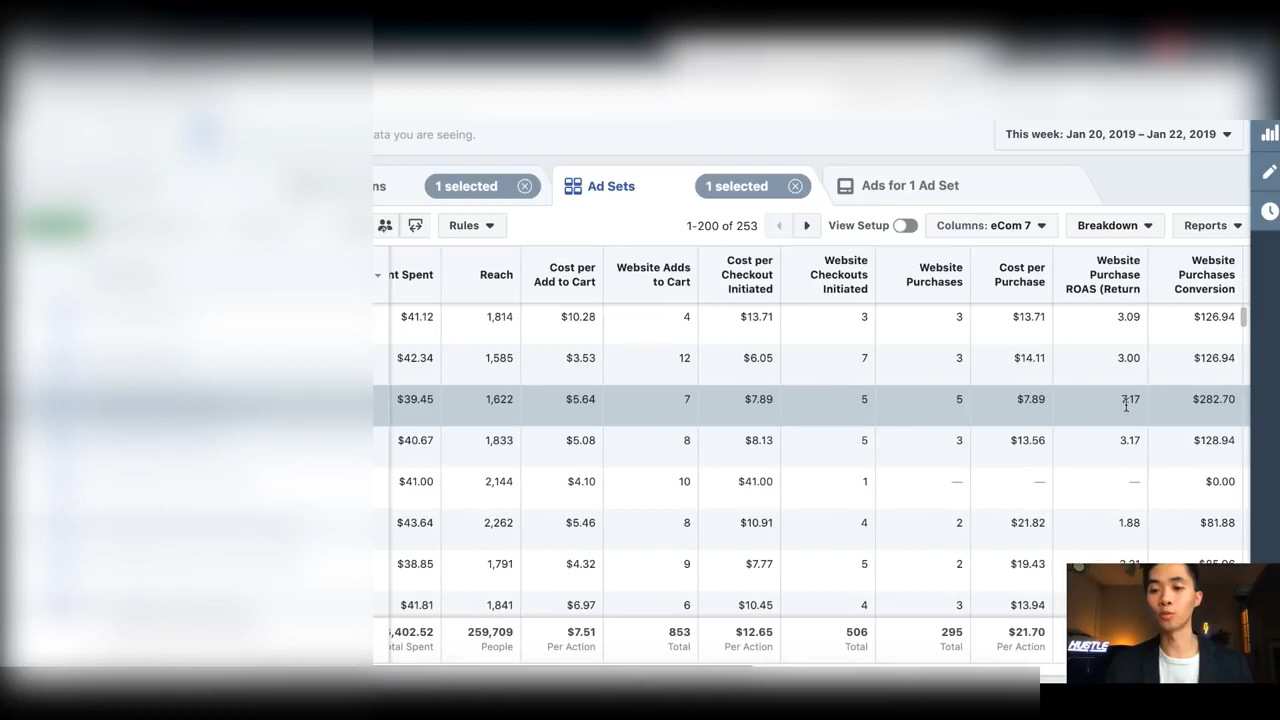 ata you are seeing.
This week: Jan 20, 2019 – Jan 22, 2019
ns
1 selected
Ad Sets
1 selected
Ads for 1 Ad Set
Rules
1-200 of 253
View Setup
Columns: eCom 7
Breakdown
Reports
nt Spent Reach Cost per Add to Cart Website Adds to Cart Cost per Checkout Initiated Website Checkouts Initiated Website Purchases Cost per Purchase Website Purchase ROAS (Return Website Purchases Conversion
$41.12 1,814 $10.28 4 $13.71 3 3 $13.71 3.09 $126.94
$42.34 1,585 $3.53 12 $6.05 7 3 $14.11 3.00 $126.94
$39.45 1,622 $5.64 7 $7.89 5 5 $7.89 7.17 $282.70
$40.67 1,833 $5.08 8 $8.13 5 3 $13.56 3.17 $128.94
$41.00 2,144 $4.10 10 $41.00 1 — — — $0.00
$43.64 2,262 $5.46 8 $10.91 4 2 $21.82 1.88 $81.88
$38.85 1,791 $4.32 9 $7.77 5 2 $19.43
$41.81 1,841 $6.97 6 $10.45 4 3 $13.94
,402.52 259,709 $7.51 853 $12.65 506 295 $21.70
tal Spent People Per Action Total Per Action Total Total Per Action
HUSTLE